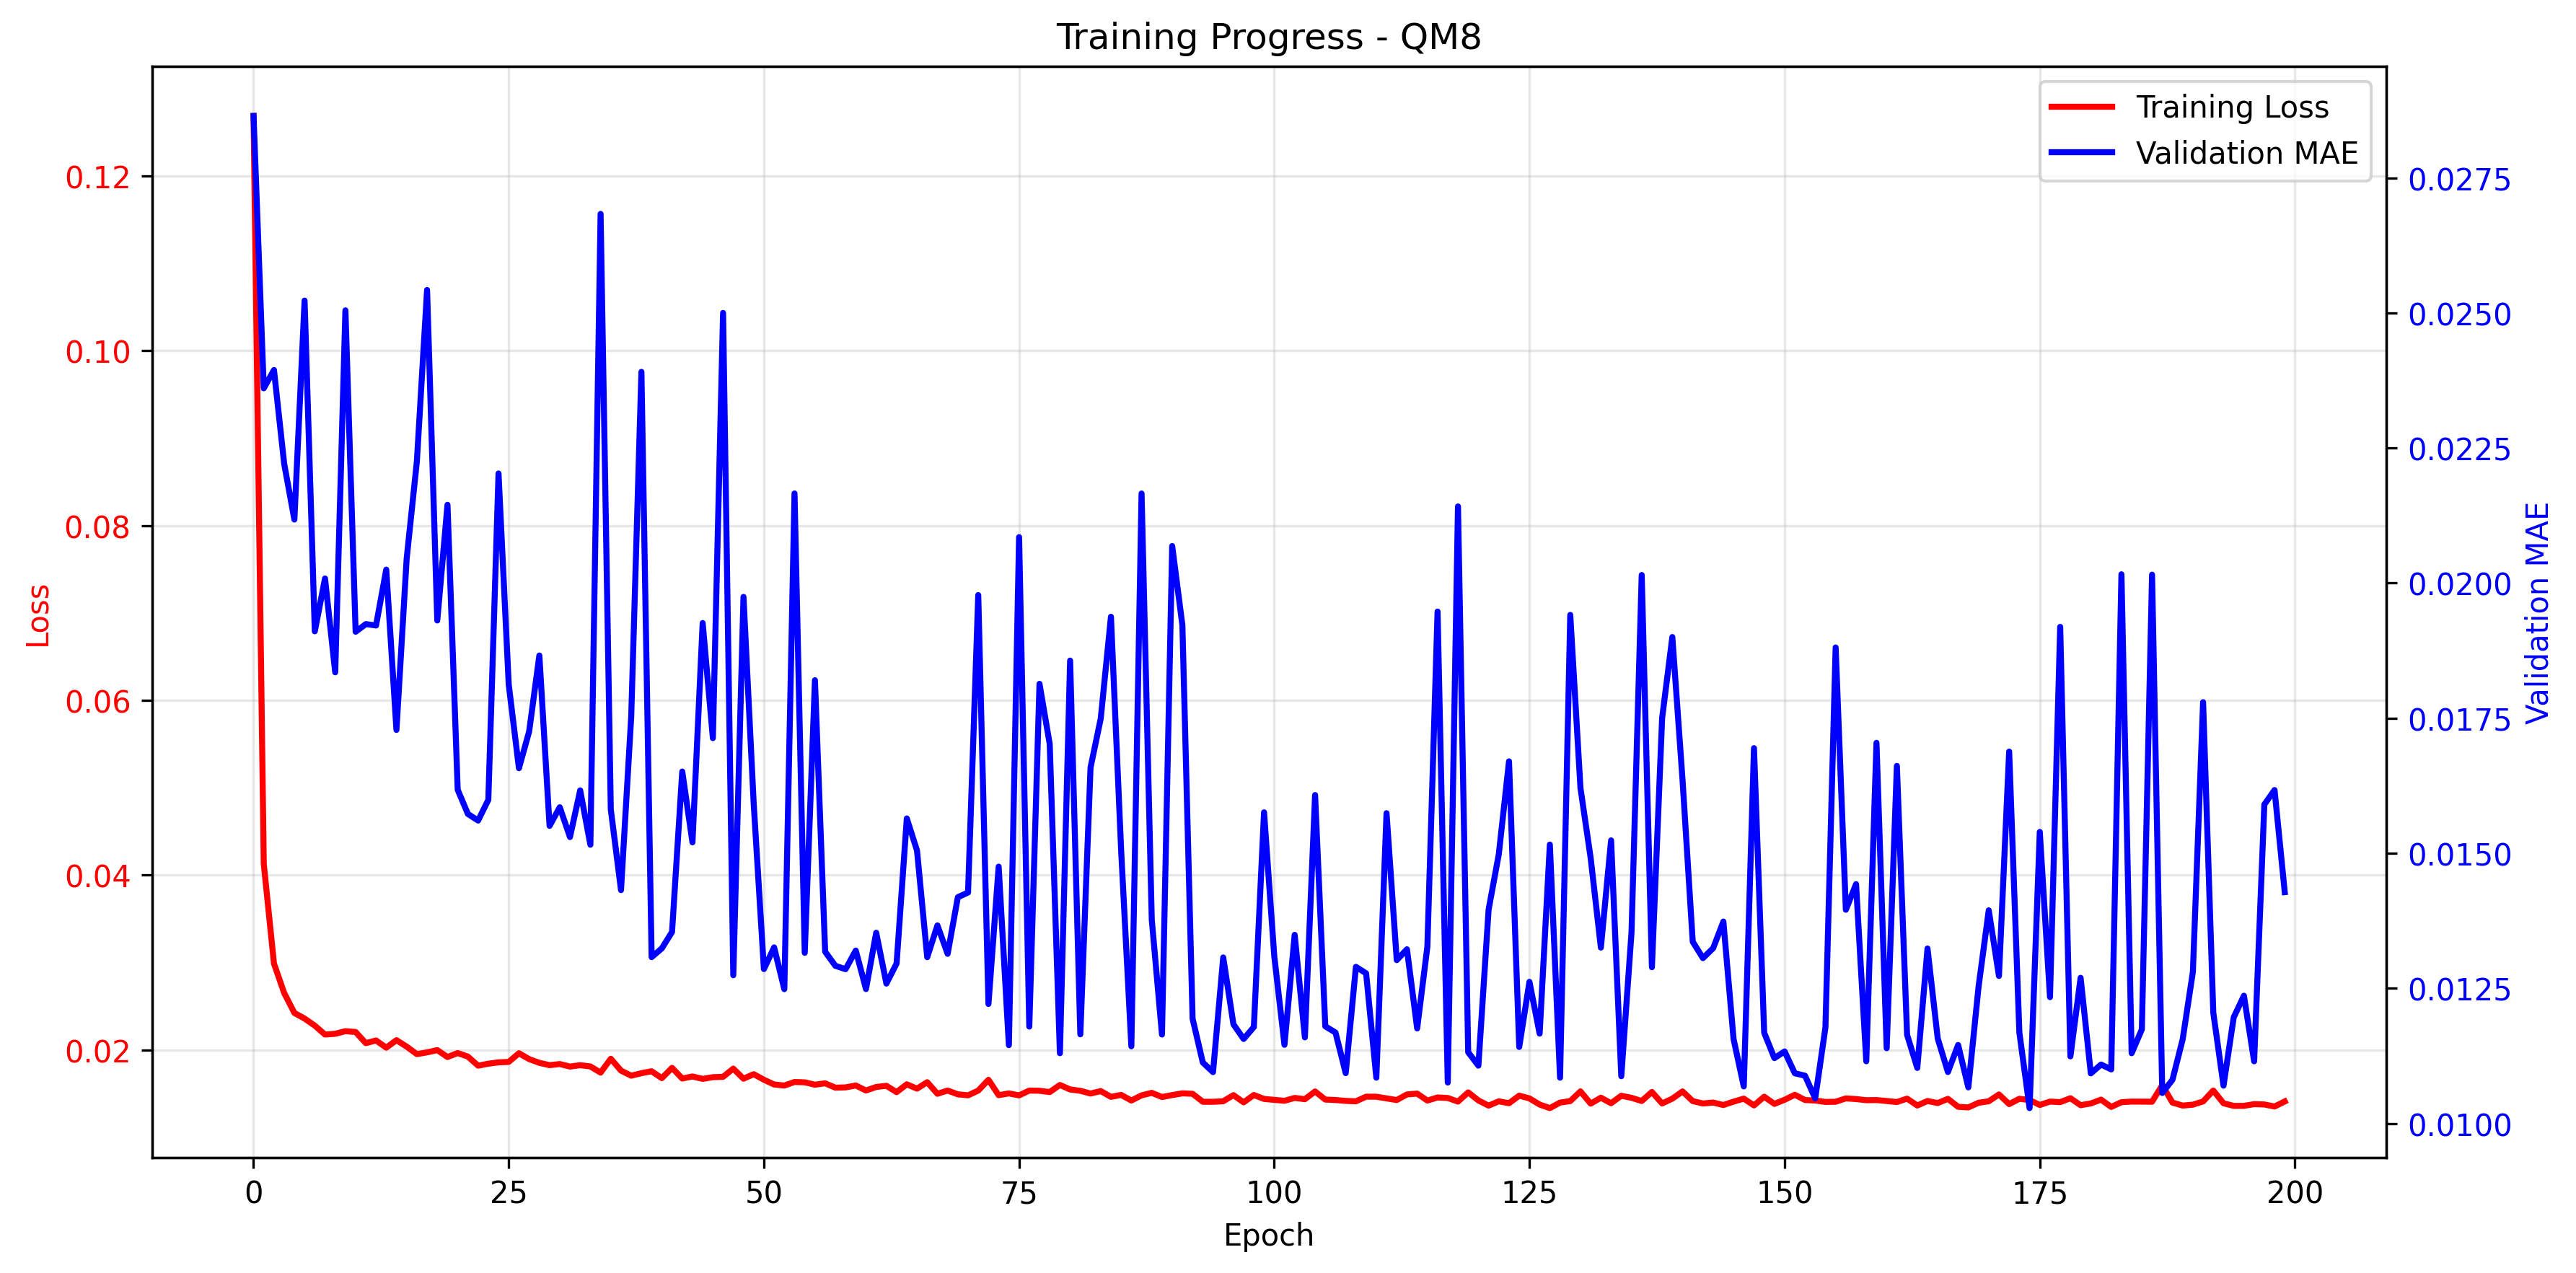 Training Progress - QM8
Training Loss
Validation MAE
0.12
0.10
0.08
0.06
0.04
0.02
Loss
0.0275
0.0250
0.0225
0.0200
0.0175
0.0150
0.0125
0.0100
Validation MAE
0 25 50 75 100 125 150 175 200
Epoch